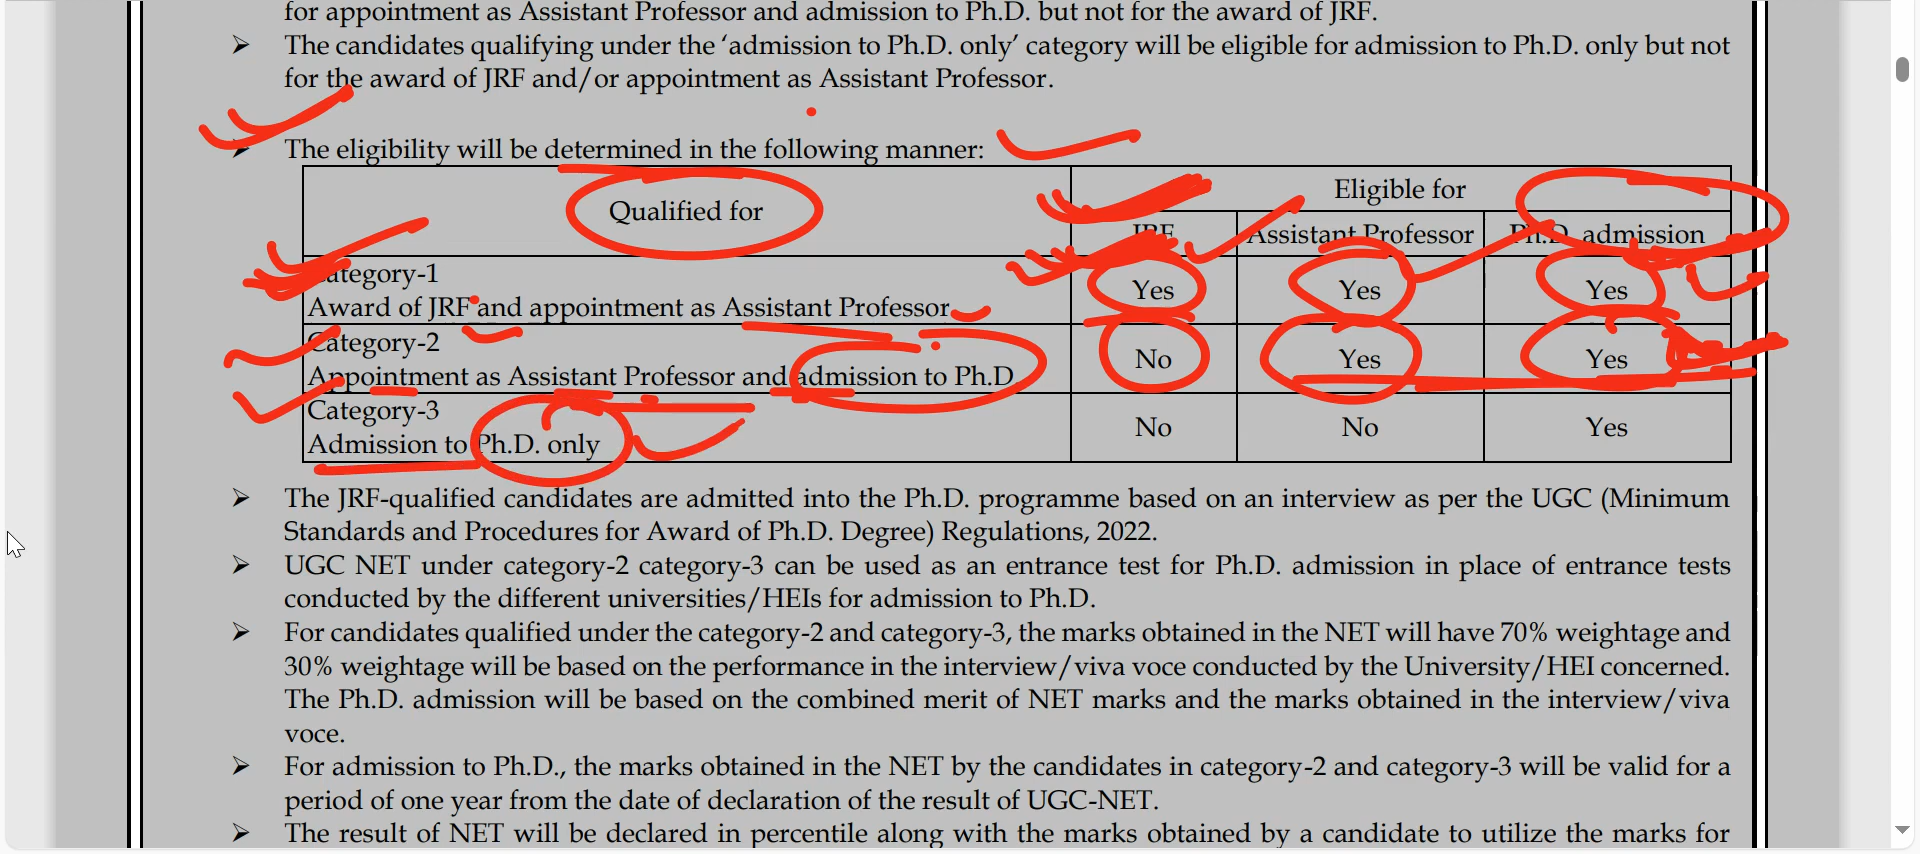 for appointment as Assistant Professor and admission to Ph.D. but not for the award of JRF.
➢ The candidates qualifying under the ‘admission to Ph.D. only’ category will be eligible for admission to Ph.D. only but not
for the award of JRF and/or appointment as Assistant Professor.
➢ The eligibility will be determined in the following manner:
Qualified for
Eligible for
JRF Assistant Professor Ph.D. admission
Category-1
Award of JRF and appointment as Assistant Professor
Yes Yes Yes
Category-2
Appointment as Assistant Professor and admission to Ph.D.
No Yes Yes
Category-3
Admission to Ph.D. only
No No Yes
➢ The JRF-qualified candidates are admitted into the Ph.D. programme based on an interview as per the UGC (Minimum
Standards and Procedures for Award of Ph.D. Degree) Regulations, 2022.
➢ UGC NET under category-2 category-3 can be used as an entrance test for Ph.D. admission in place of entrance tests
conducted by the different universities/HEIs for admission to Ph.D.
➢ For candidates qualified under the category-2 and category-3, the marks obtained in the NET will have 70% weightage and
30% weightage will be based on the performance in the interview/viva voce conducted by the University/HEI concerned.
The Ph.D. admission will be based on the combined merit of NET marks and the marks obtained in the interview/viva
voce.
➢ For admission to Ph.D., the marks obtained in the NET by the candidates in category-2 and category-3 will be valid for a
period of one year from the date of declaration of the result of UGC-NET.
➢ The result of NET will be declared in percentile along with the marks obtained by a candidate to utilize the marks for